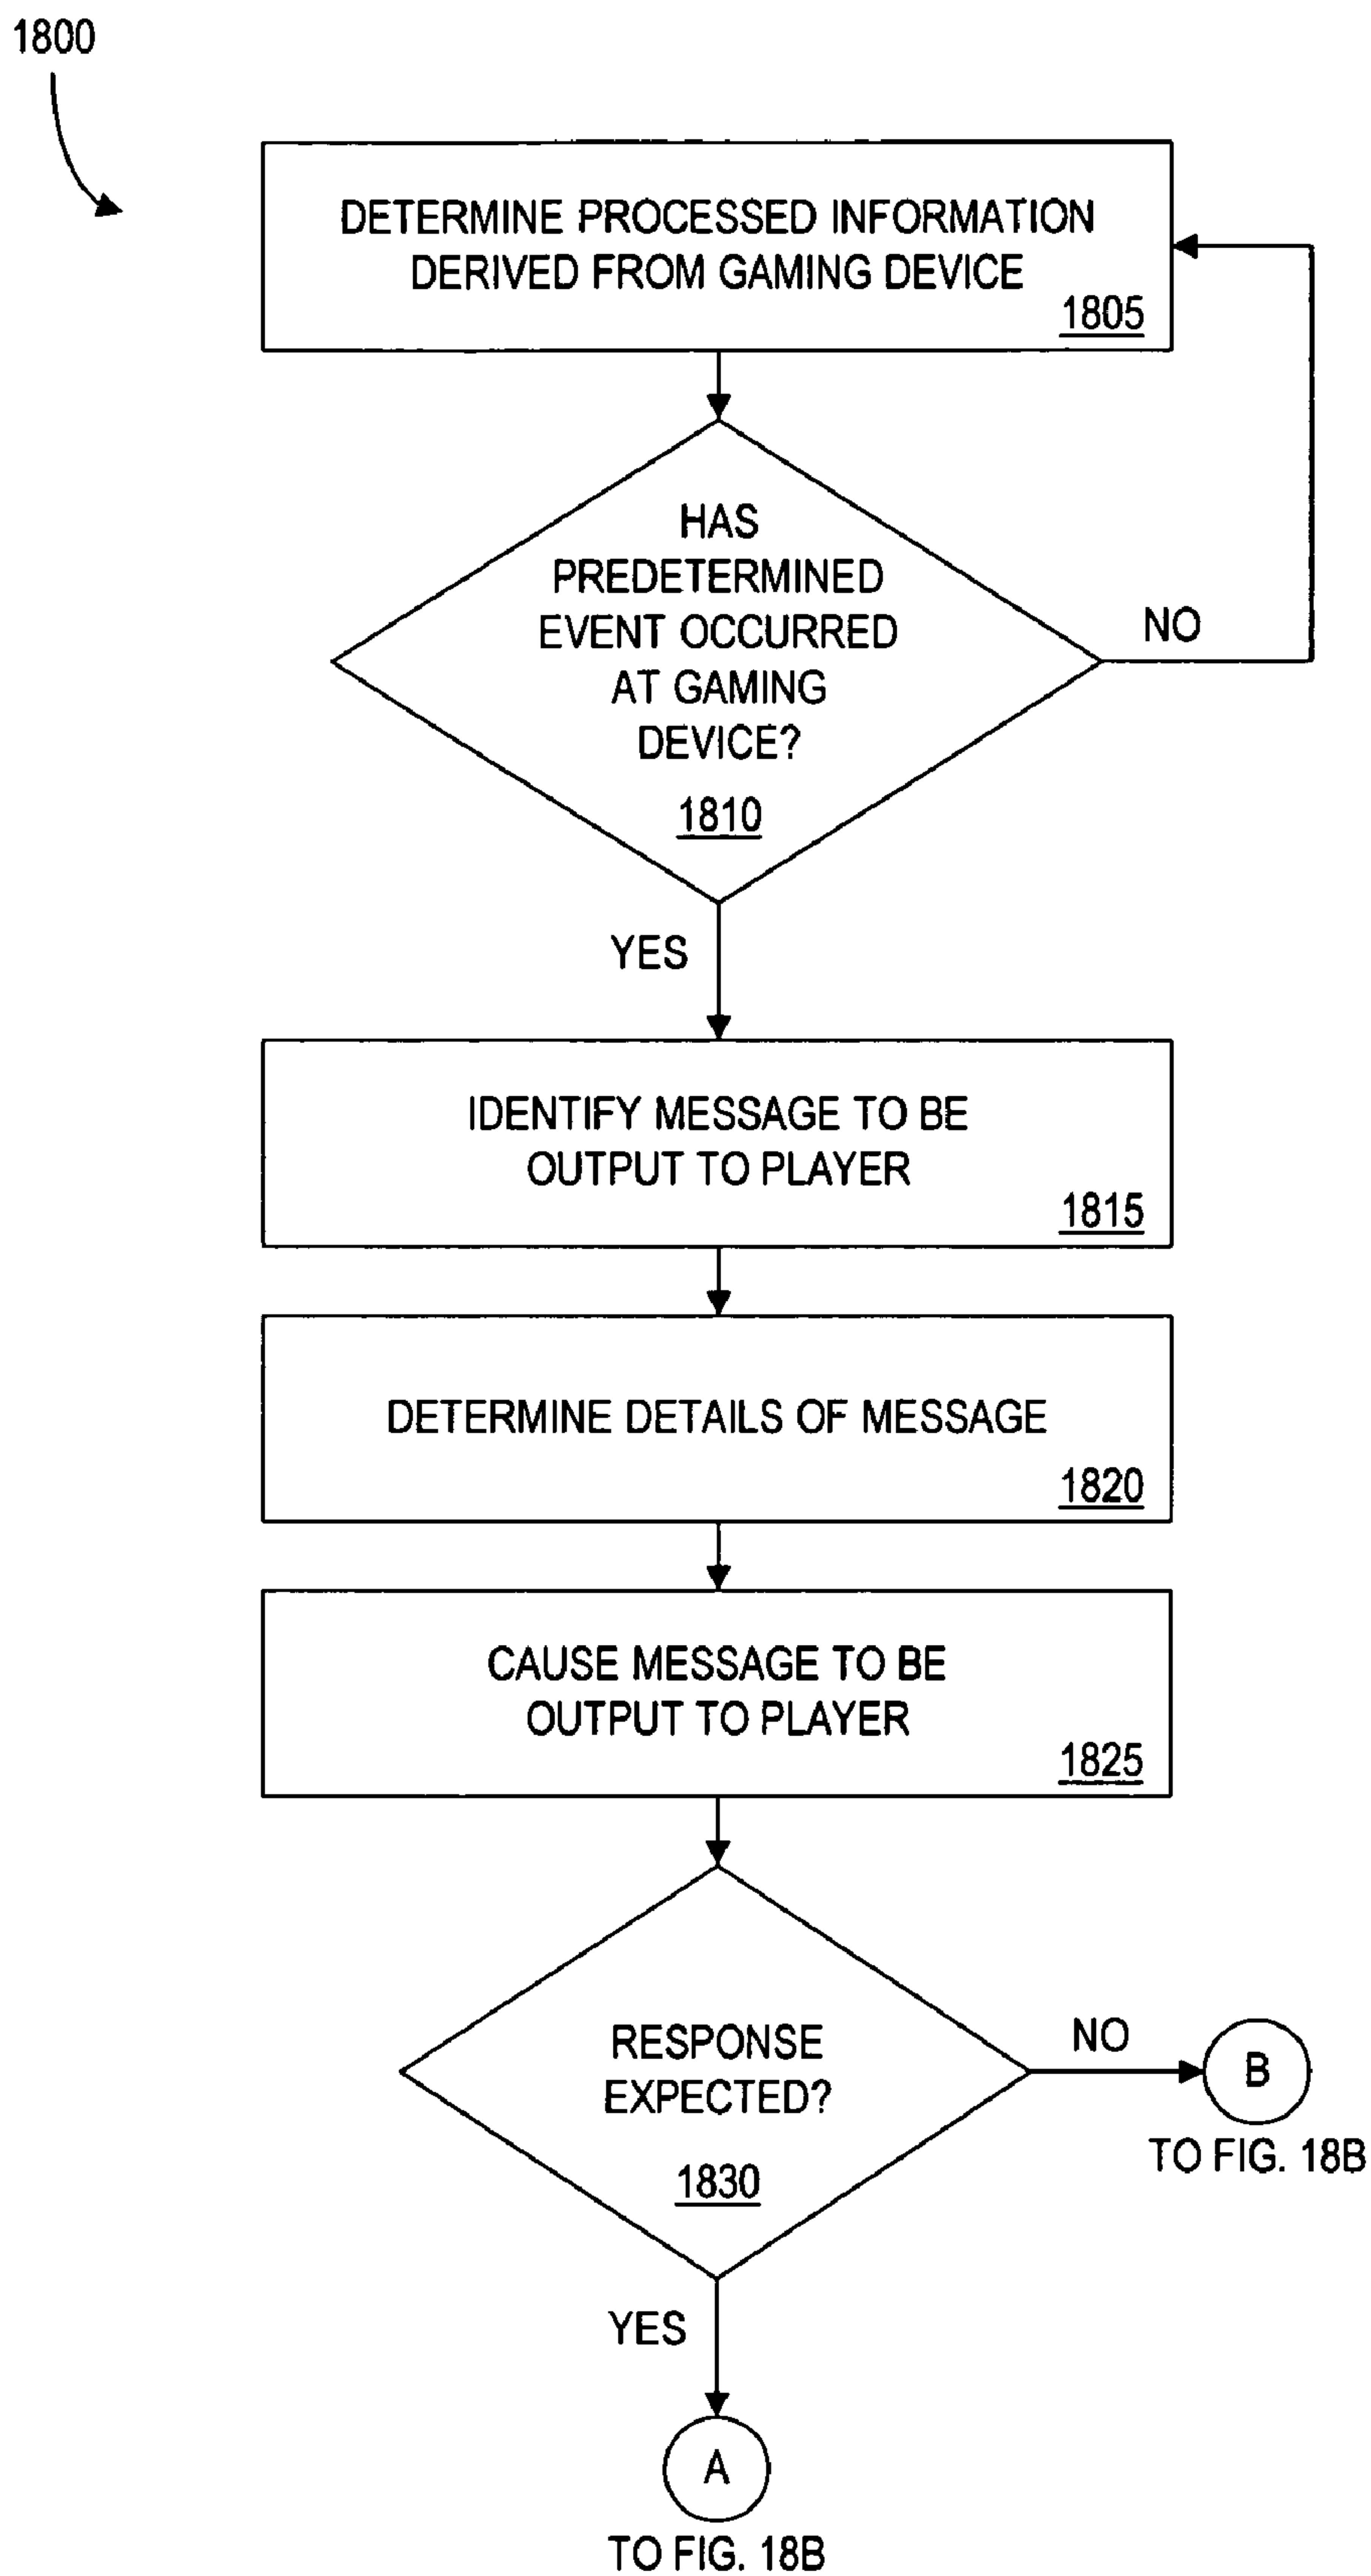 1800
DETERMINE PROCESSED INFORMATION
DERIVED FROM GAMING DEVICE
1805
HAS
PREDETERMINED
EVENT OCCURRED
AT GAMING
DEVICE?
1810
NO
YES
IDENTIFY MESSAGE TO BE
OUTPUT TO PLAYER
1815
DETERMINE DETAILS OF MESSAGE
1820
CAUSE MESSAGE TO BE
OUTPUT TO PLAYER
1825
RESPONSE
EXPECTED?
1830
NO
B
TO FIG. 18B
YES
A
TO FIG. 18B